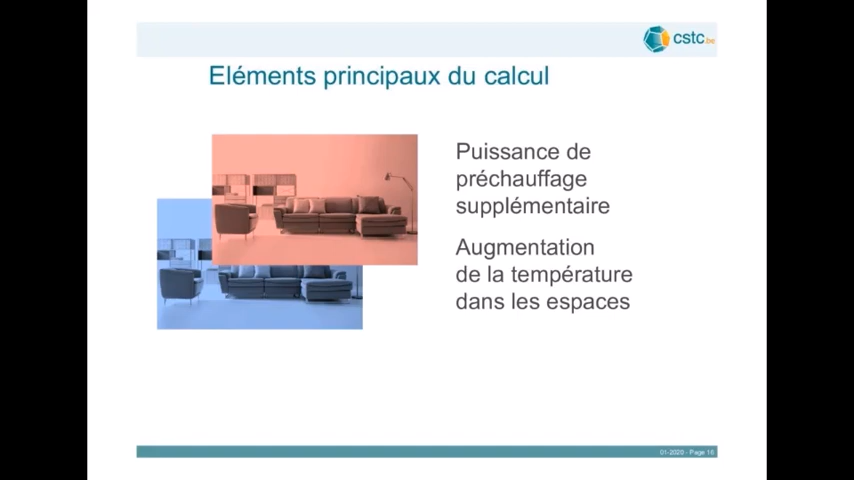 cstc.be
Eléments principaux du calcul
Puissance de
préchauffage
supplémentaire
Augmentation
de la température
dans les espaces
01-2020 - Page 16